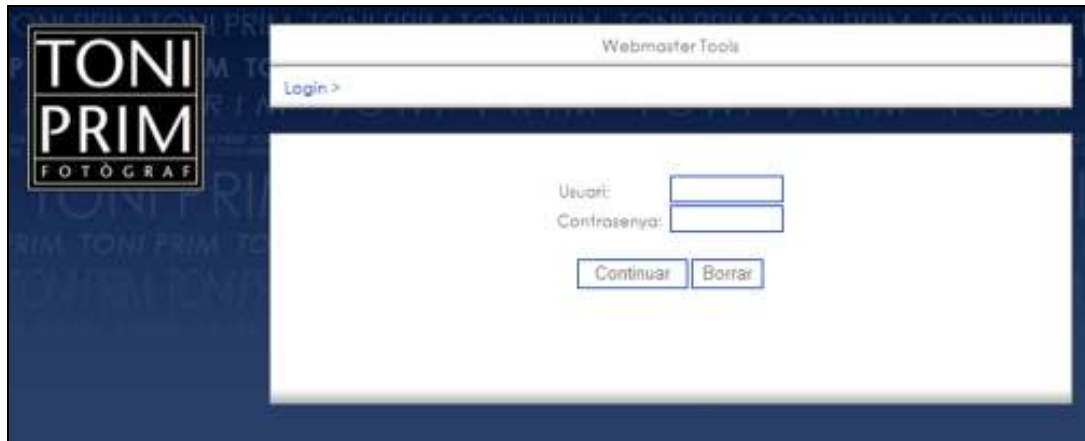 TONI
PRIM
FOTÒGRAF
Webmaster Tools
Login >
Usuari:
Contrasenya:
Continuar
Borrar